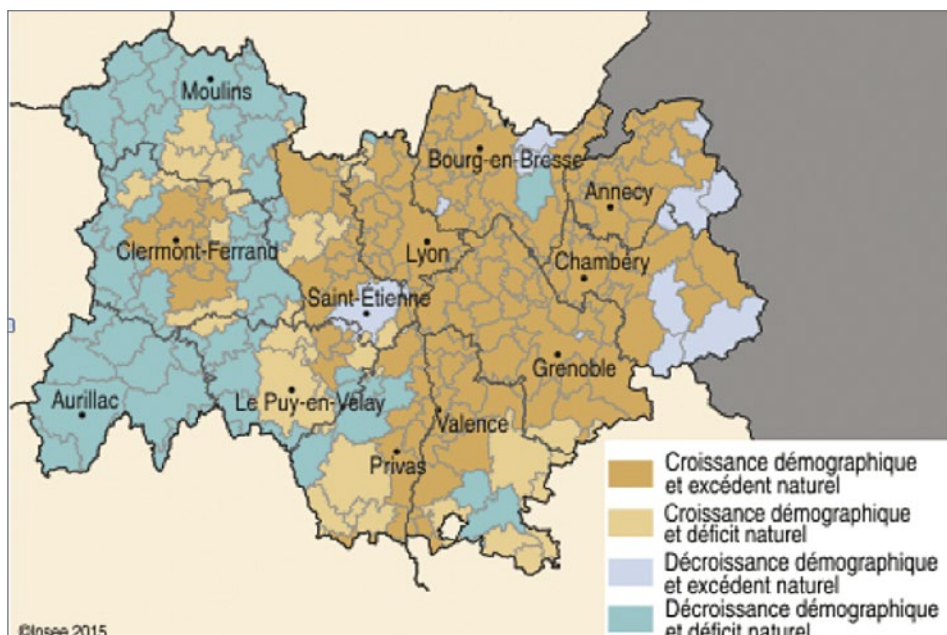 Moulins
Bourg-en-Bresse
Annecy
Clermont-Ferrand
Lyon
Chambéry
Saint-Etienne
Grenoble
Aurillac
Le Puy-en-Velay
Valence
Privas
Croissance démographique
et excédent naturel
Croissance démographique
et déficit naturel
Décroissance démographique
et excédent naturel
Décroissance démographique
et déficit naturel
©Insee 2015